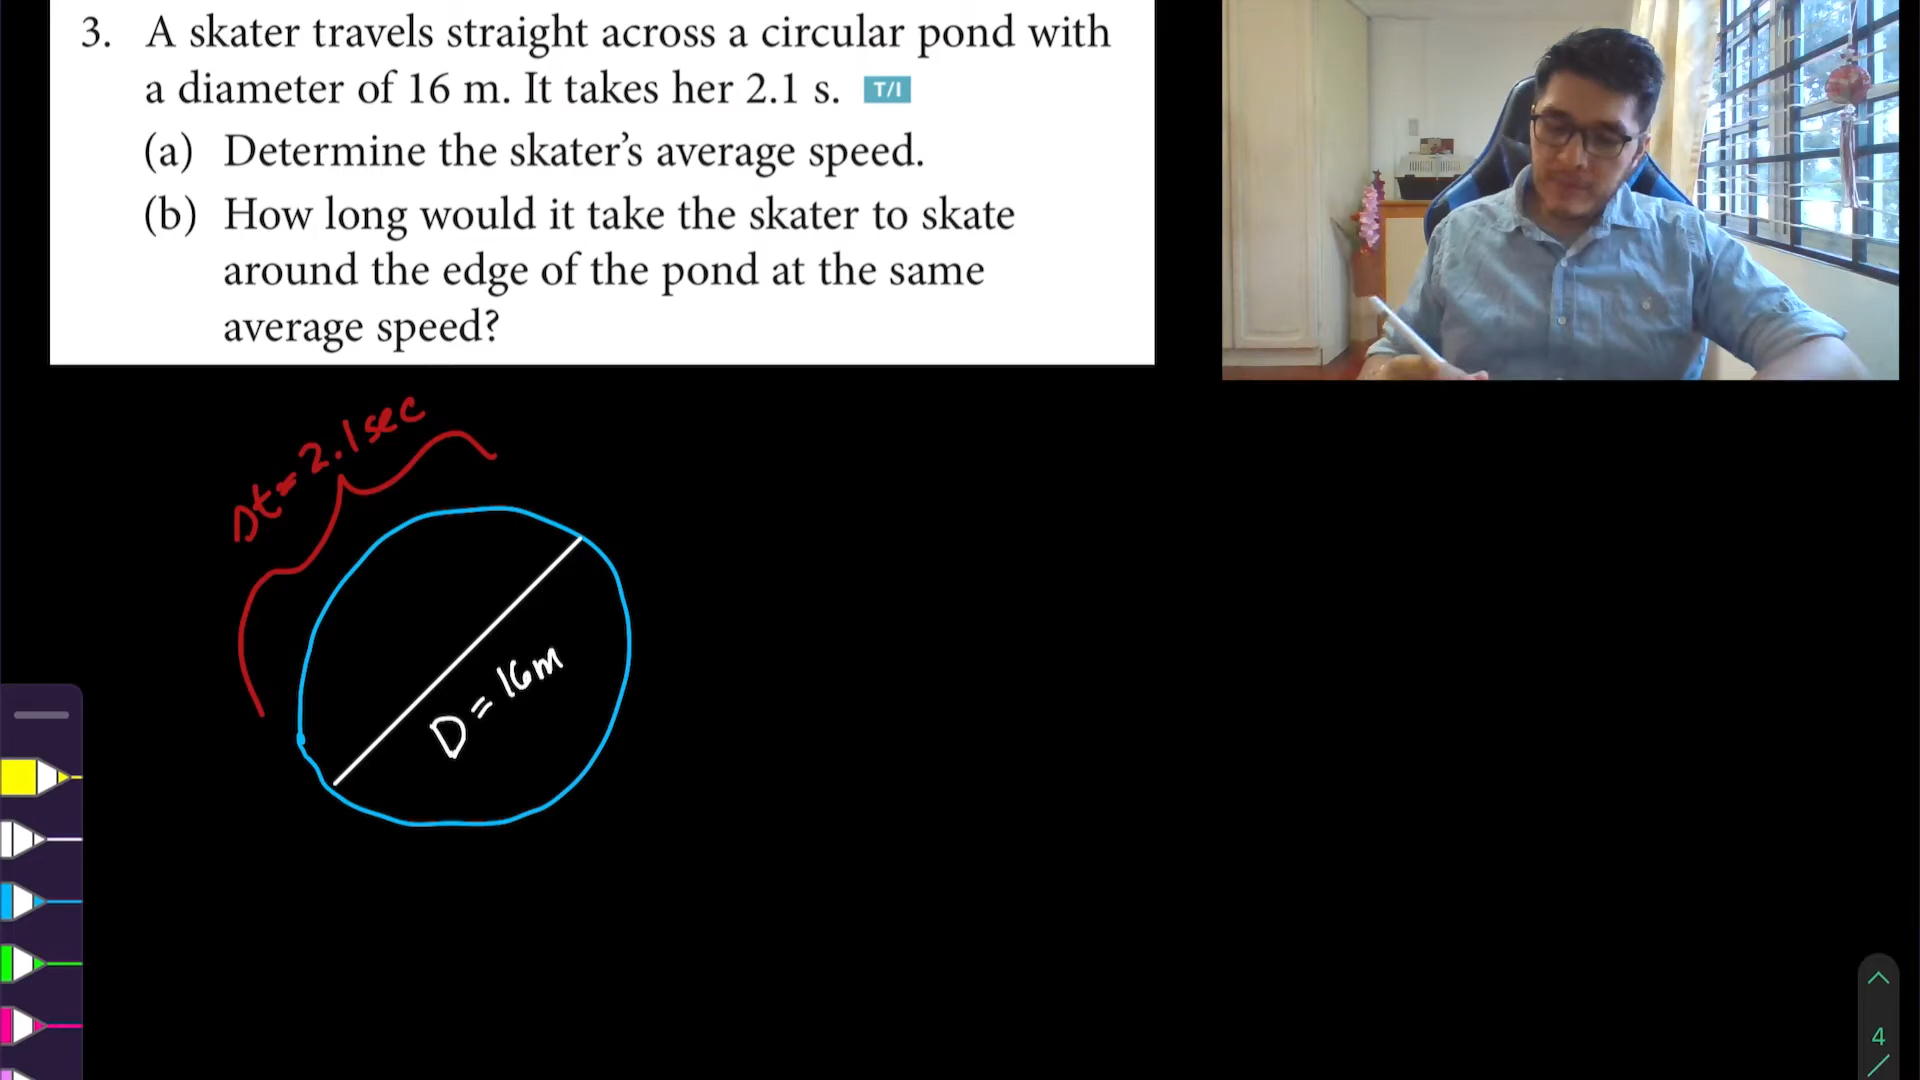 3. A skater travels straight across a circular pond with
a diameter of 16 m. It takes her 2.1 s. T/I
(a) Determine the skater's average speed.
(b) How long would it take the skater to skate
around the edge of the pond at the same
average speed?
Δt = 2.1 sec
D = 16m
4